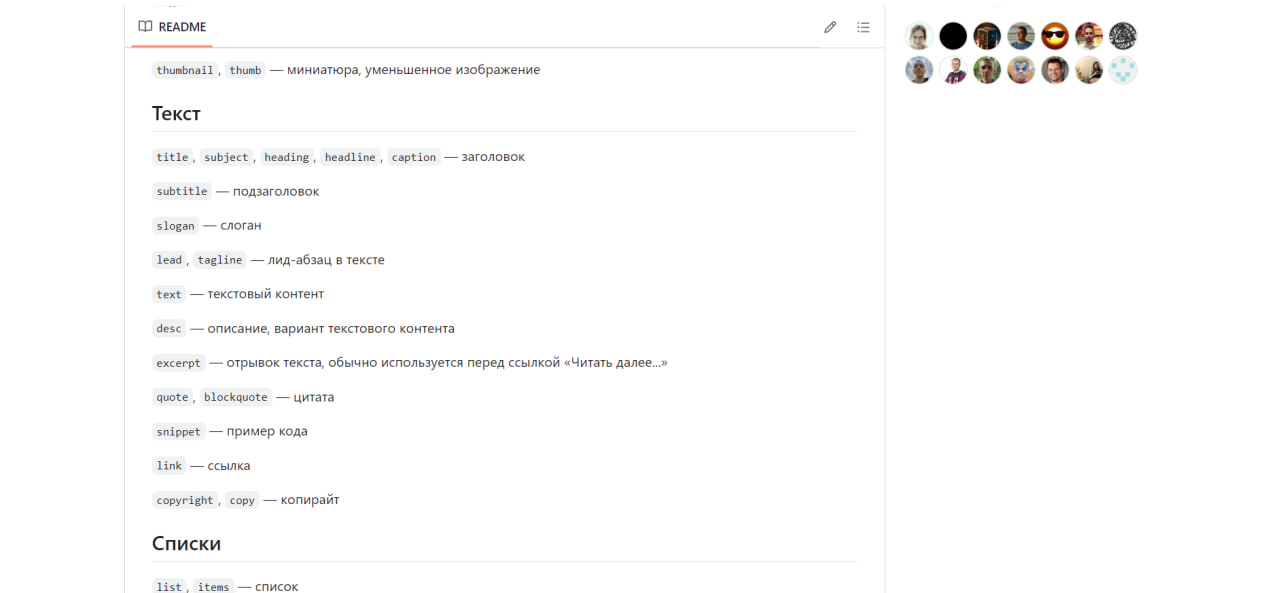 README
thumbnail, thumb — миниатюра, уменьшенное изображение
Текст
title, subject, heading, headline, caption — заголовок
subtitle — подзаголовок
slogan — слоган
lead, tagline — лид-абзац в тексте
text — текстовый контент
desc — описание, вариант текстового контента
excerpt — отрывок текста, обычно используется перед ссылкой «Читать далее...»
quote, blockquote — цитата
snippet — пример кода
link — ссылка
copyright, copy — копирайт
Списки
list, items — список